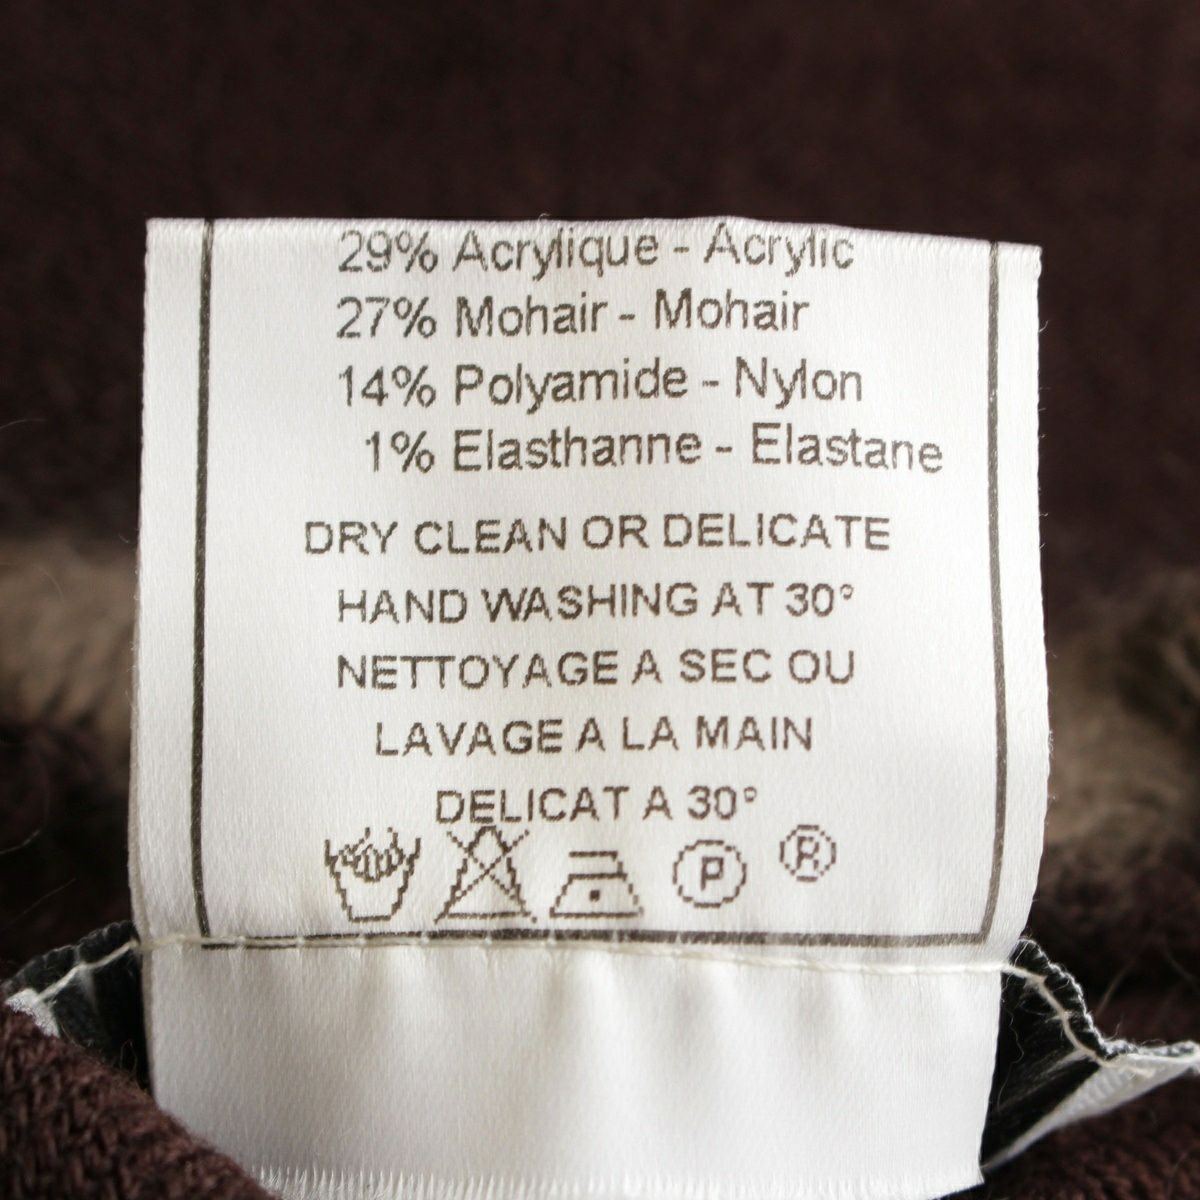 29% Acrylique - Acrylic
27% Mohair - Mohair
14% Polyamide - Nylon
1% Elasthanne - Elastane
DRY CLEAN OR DELICATE
HAND WASHING AT 30°
NETTOYAGE A SEC OU
LAVAGE A LA MAIN
DELICAT A 30°
P ®